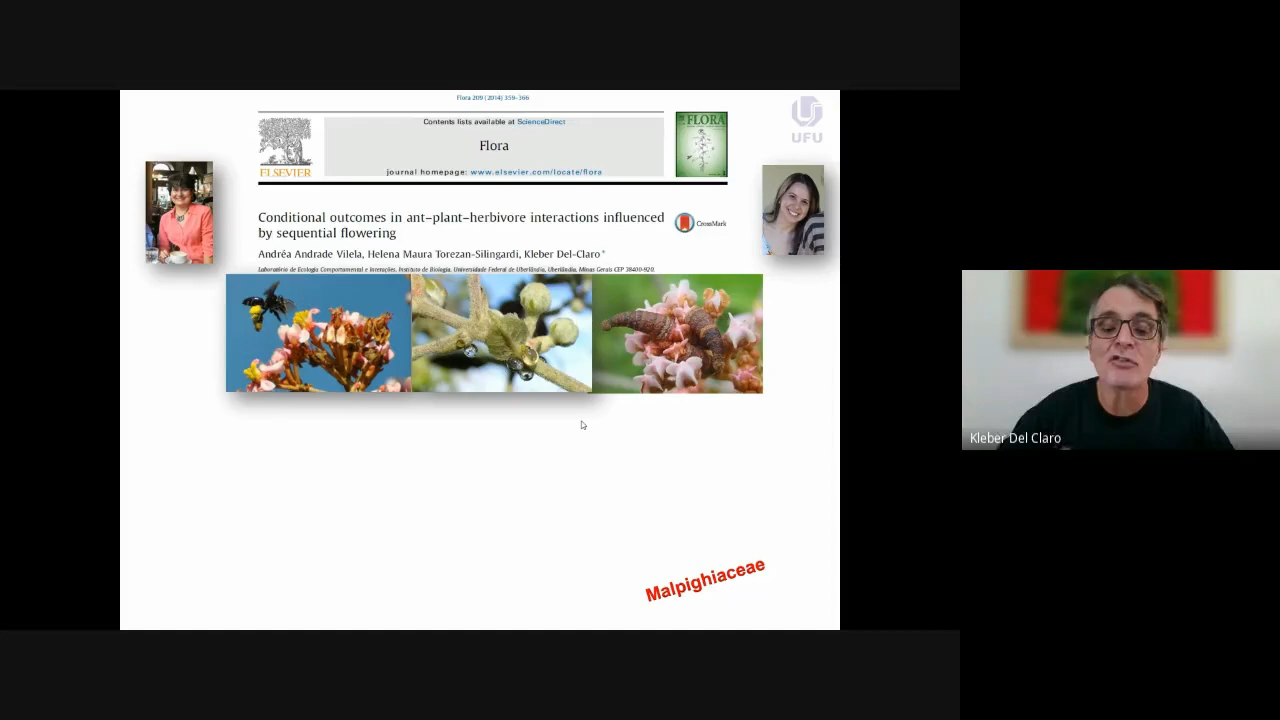 Flora 209 (2014) 359–366
Contents lists available at ScienceDirect
Flora
journal homepage: www.elsevier.com/locate/flora
ELSEVIER
FLORA
UFU
Conditional outcomes in ant–plant–herbivore interactions influenced
by sequential flowering
CrossMark
Andréa Andrade Vilela, Helena Maura Torezan-Silingardi, Kleber Del-Claro*
Laboratório de Ecologia Comportamental e Interações, Instituto de Biologia, Universidade Federal de Uberlândia, Uberlândia, Minas Gerais CEP 38400-920,
Kleber Del Claro
Malpighiaceae